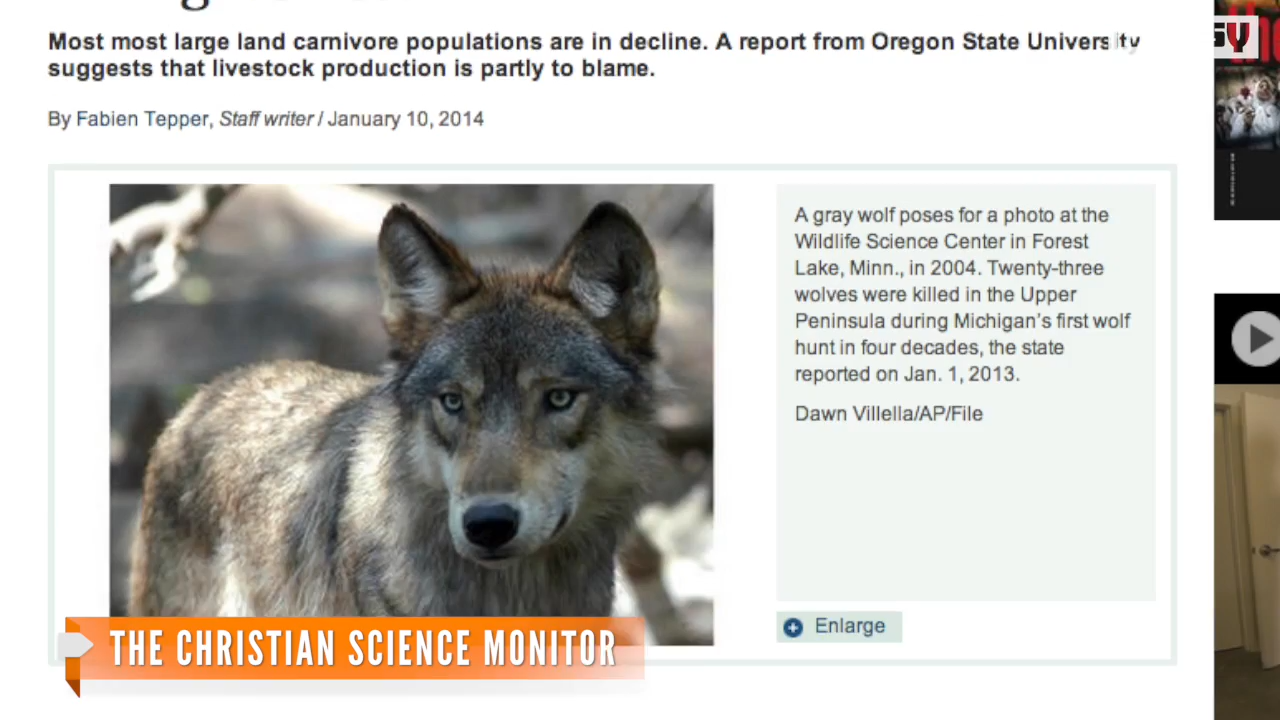 Most most large land carnivore populations are in decline. A report from Oregon State University
suggests that livestock production is partly to blame.
By Fabien Tepper, Staff writer / January 10, 2014
A gray wolf poses for a photo at the
Wildlife Science Center in Forest
Lake, Minn., in 2004. Twenty-three
wolves were killed in the Upper
Peninsula during Michigan's first wolf
hunt in four decades, the state
reported on Jan. 1, 2013.
Dawn Villella/AP/File
Enlarge
THE CHRISTIAN SCIENCE MONITOR